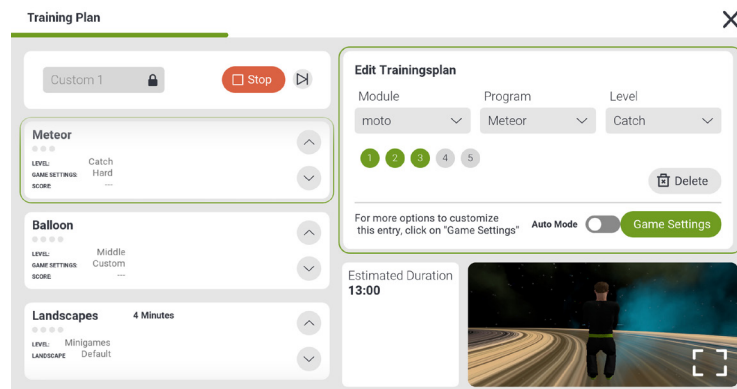 Training Plan
Custom 1
Stop
Meteor
LEVEL: Catch
GAME SETTINGS: Hard
SCORE: ---
Balloon
LEVEL: Middle
GAME SETTINGS: Custom
SCORE: ---
Landscapes 4 Minutes
LEVEL: Minigames
LANDSCAPE Default
Edit Trainingsplan
Module Program Level
moto Meteor Catch
1 2 3 4 5
Delete
For more options to customize
this entry, click on "Game Settings"
Auto Mode
Game Settings
Estimated Duration
13:00